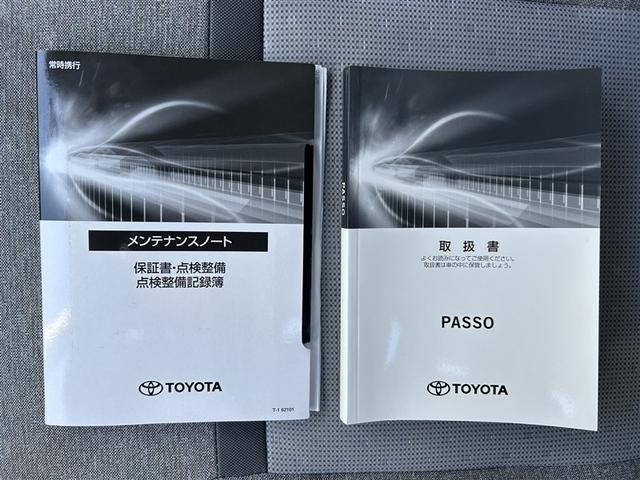 常時携行
メンテナンスノート
保証書・点検整備
点検整備記録簿
TOYOTA
T-1 62101
PASSO
取扱書
よくお読みになってご使用ください。
取扱書は車の中に保管しましょう。
PASSO
TOYOTA